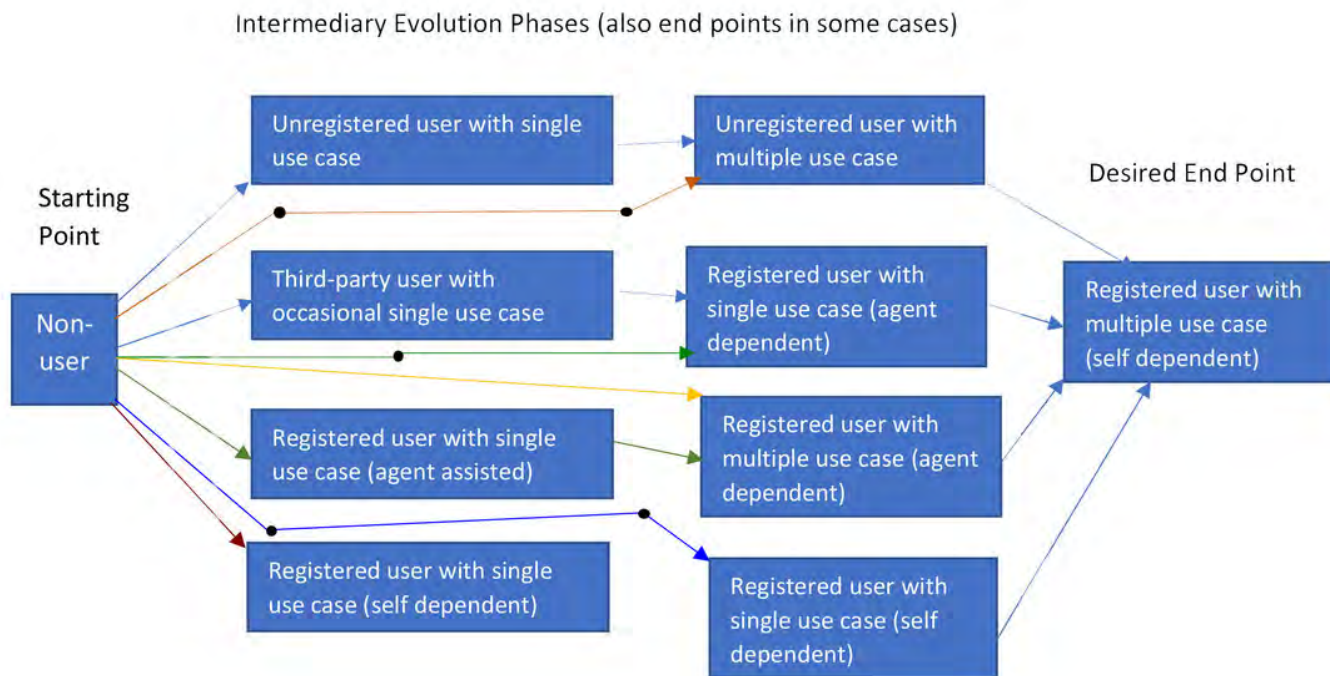 Intermediary Evolution Phases (also end points in some cases)
Unregistered user with single
use case
Unregistered user with
multiple use case
Desired End Point
Starting
Point
Third-party user with
occasional single use case
Registered user with
single use case (agent
dependent)
Registered user with
multiple use case
(self dependent)
Non-
user
Registered user with single
use case (agent assisted)
Registered user with
multiple use case (agent
dependent)
Registered user with single
use case (self dependent)
Registered user with
single use case (self
dependent)